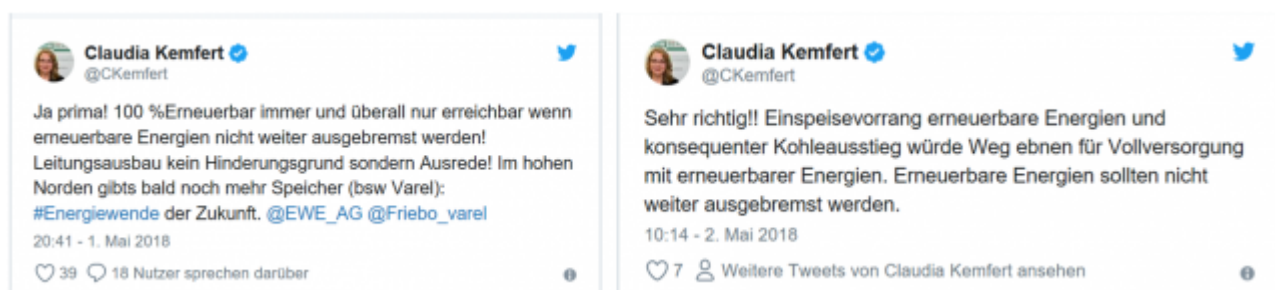 Claudia Kemfert
@CKemfert
Ja prima! 100 %Erneuerbar immer und überall nur erreichbar wenn
erneuerbare Energien nicht weiter ausgebremst werden!
Leitungsausbau kein Hinderungsgrund sondern Ausrede! Im hohen
Norden gibts bald noch mehr Speicher (bsw Varel):
#Energiewende der Zukunft. @EWE_AG @Friebo_varel
20:41 - 1. Mai 2018
39 18 Nutzer sprechen darüber
Claudia Kemfert
@CKemfert
Sehr richtig!! Einspeisevorrang erneuerbare Energien und
konsequenter Kohleausstieg würde Weg ebnen für Vollversorgung
mit erneuerbarer Energien. Erneuerbare Energien sollten nicht
weiter ausgebremst werden.
10:14 - 2. Mai 2018
7 Weitere Tweets von Claudia Kemfert ansehen